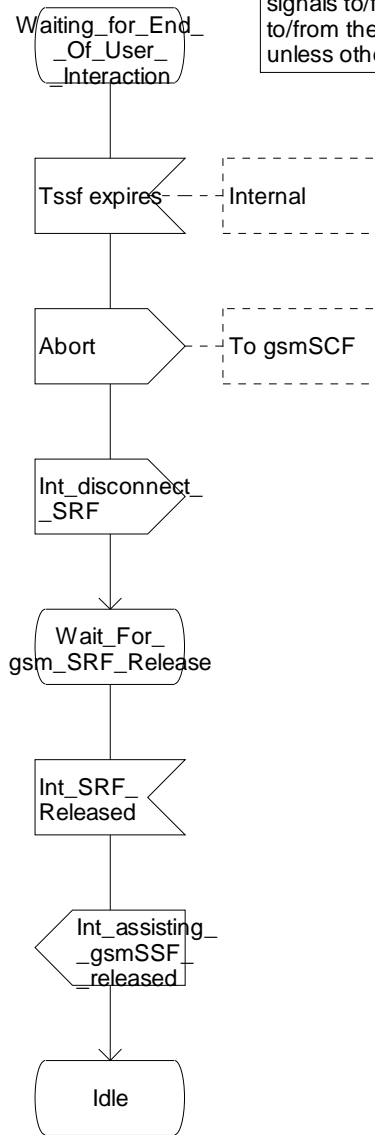 signals to/f
to/from the
unless othe
Waiting_for_End_
_Of_User_
_Interaction
Tssf expires
Internal
Abort
To gsmSCF
Int_disconnect_
_SRF
Wait_For_
gsm_SRF_Release
Int_SRF_
Released
Int_assisting_
_gsmSSF_
_released
Idle